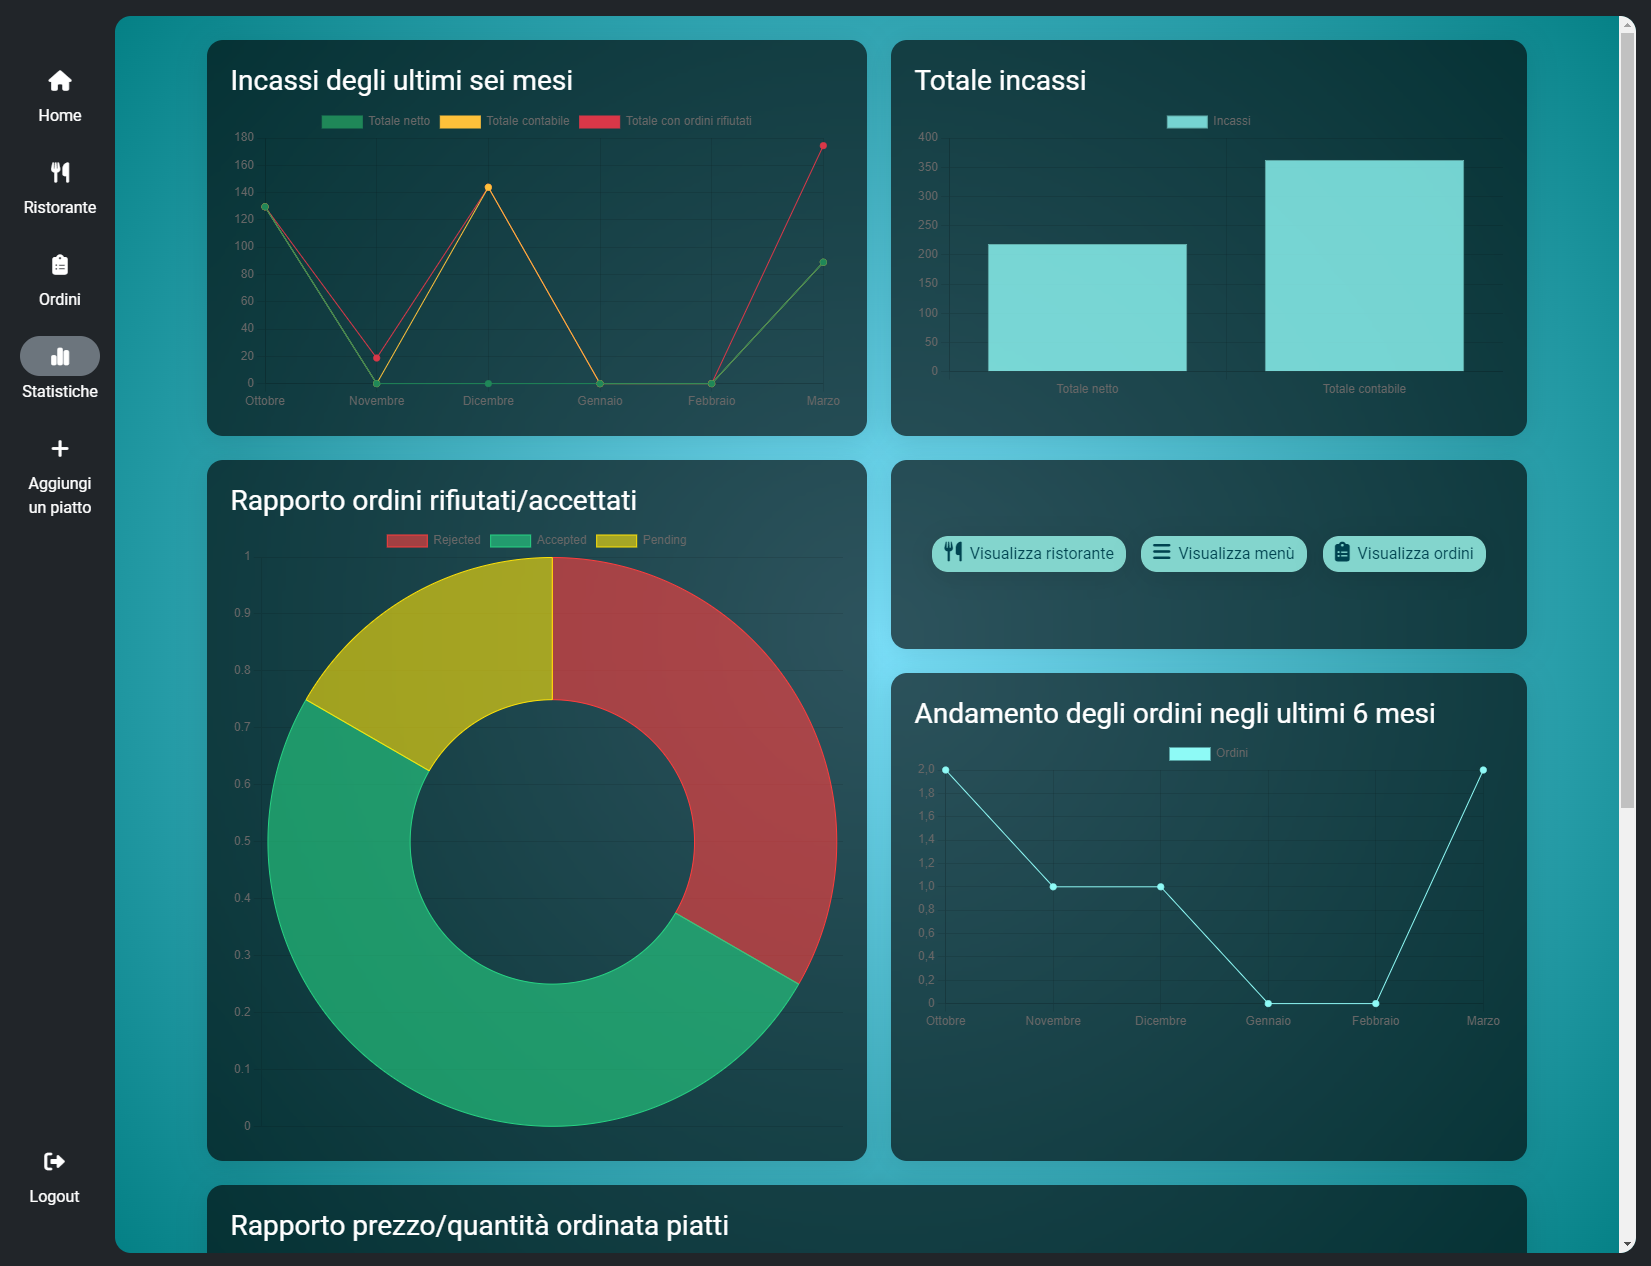 Home
Ristorante
Ordini
Statistiche
Aggiungi
un piatto
Logout
Incassi degli ultimi sei mesi
Totale netto Totale contabile Totale con ordini rifiutati
180
160
140
120
100
80
60
40
20
0
Ottobre Novembre Dicembre Gennaio Febbraio Marzo
Totale incassi
Incassi
400
350
300
250
200
150
100
50
0
Totale netto Totale contabile
Rapporto ordini rifiutati/accettati
Rejected Accepted Pending
1
0.9
0.8
0.7
0.6
0.5
0.4
0.3
0.2
0.1
0
Visualizza ristorante Visualizza menù Visualizza ordini
Andamento degli ordini negli ultimi 6 mesi
Ordini
2,0
1,8
1,6
1,4
1,2
1,0
0,8
0,6
0,4
0,2
0
Ottobre Novembre Dicembre Gennaio Febbraio Marzo
Rapporto prezzo/quantità ordinata piatti